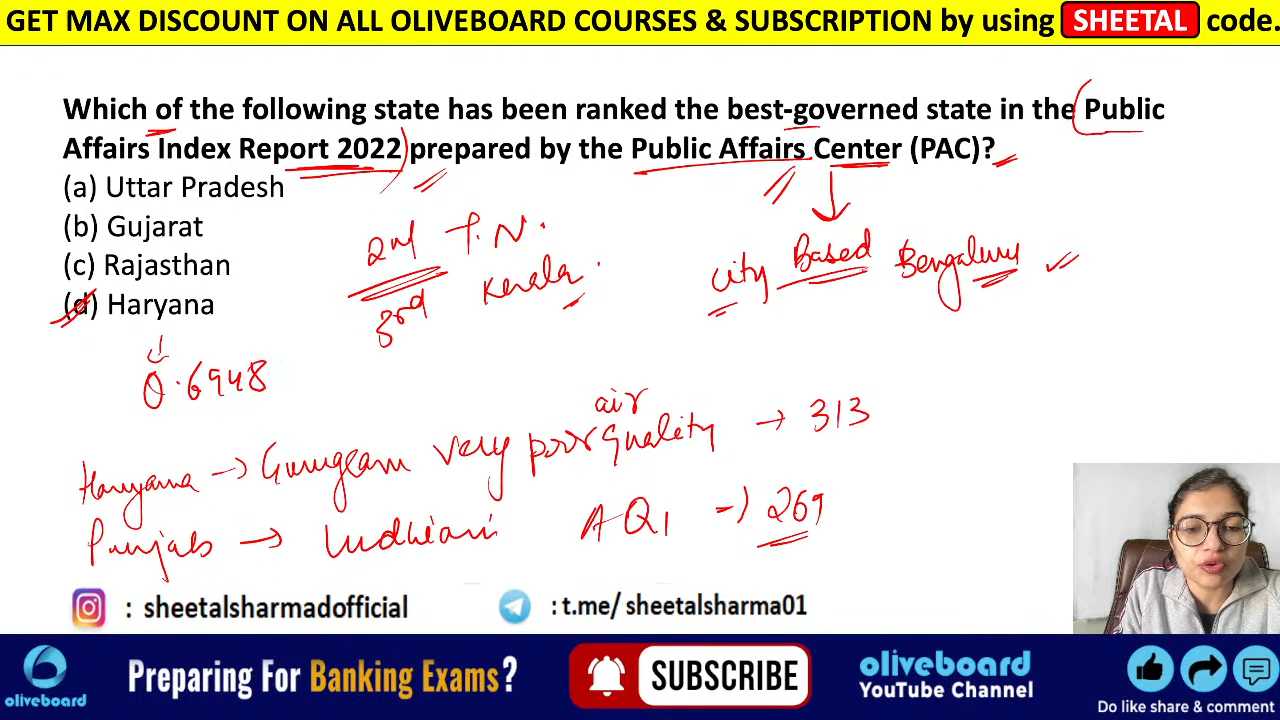 GET MAX DISCOUNT ON ALL OLIVEBOARD COURSES & SUBSCRIPTION by using SHEETAL code.
Which of the following state has been ranked the best-governed state in the Public
Affairs Index Report 2022 prepared by the Public Affairs Center (PAC)?
(a) Uttar Pradesh
(b) Gujarat
(c) Rajasthan
(d) Haryana
2nd T.N.
3rd Kerala.
City Based Bengaluru
0.6948
Haryana → Gurugram very poor air quality → 313
Punjab → AQI → 269
: sheetalsharmadofficial
: t.me/ sheetalsharma01
oliveboard
Preparing For Banking Exams?
SUBSCRIBE
oliveboard
YouTube Channel
Do like share & comment